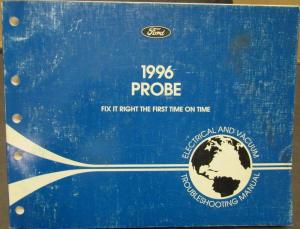 Ford
1996
PROBE
FIX IT RIGHT THE FIRST TIME ON TIME
ELECTRICAL AND VACUUM
TROUBLESHOOTING MANUAL